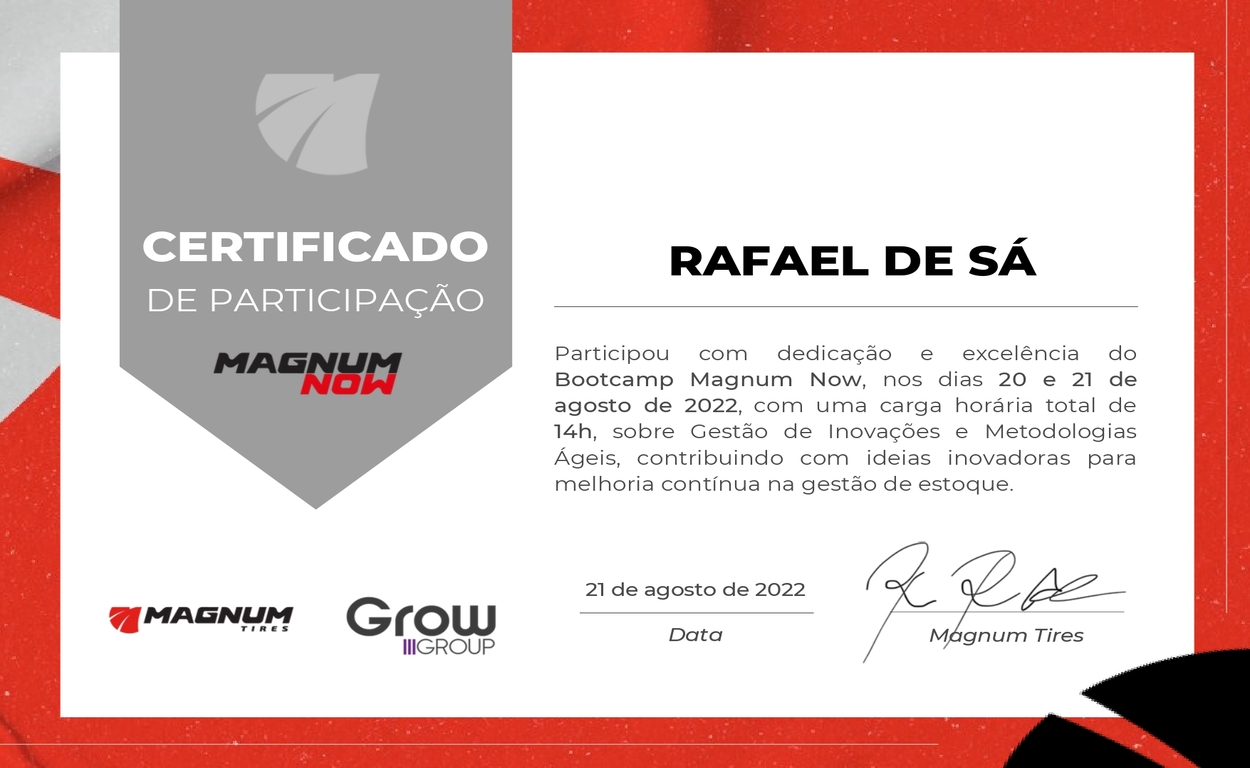 CERTIFICADO
DE PARTICIPAÇÃO
MAGNUM
NOW
RAFAEL DE SÁ
Participou com dedicação e excelência do
Bootcamp Magnum Now, nos dias 20 e 21 de
agosto de 2022, com uma carga horária total de
14h, sobre Gestão de Inovações e Metodologias
Ágeis, contribuindo com ideias inovadoras para
melhoria contínua na gestão de estoque.
21 de agosto de 2022
Data
Magnum Tires
MAGNUM
TIRES
Grow
GROUP